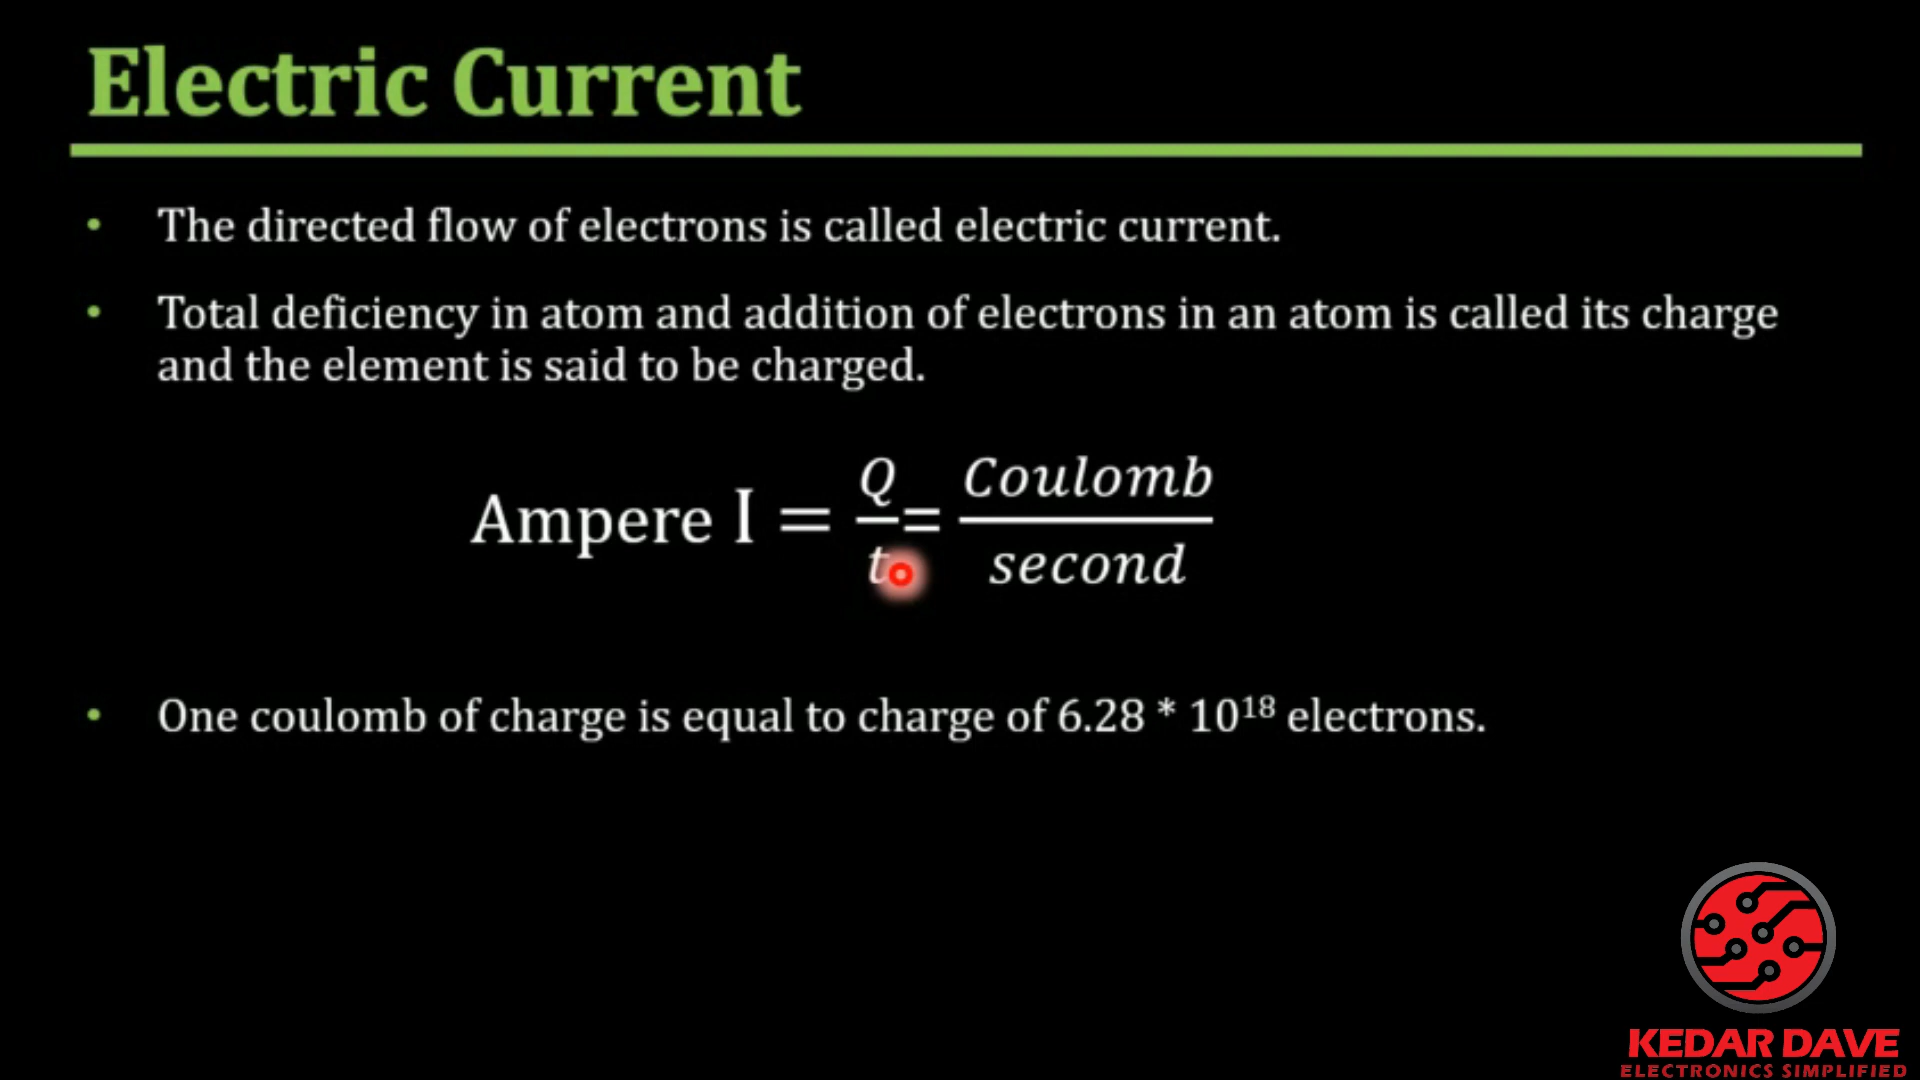 Electric Current
• The directed flow of electrons is called electric current.
• Total deficiency in atom and addition of electrons in an atom is called its charge
and the element is said to be charged.
Ampere I = Q/t = Coulomb/second
• One coulomb of charge is equal to charge of 6.28 * 10¹⁸ electrons.
KEDAR DAVE
ELECTRONICS SIMPLIFIED